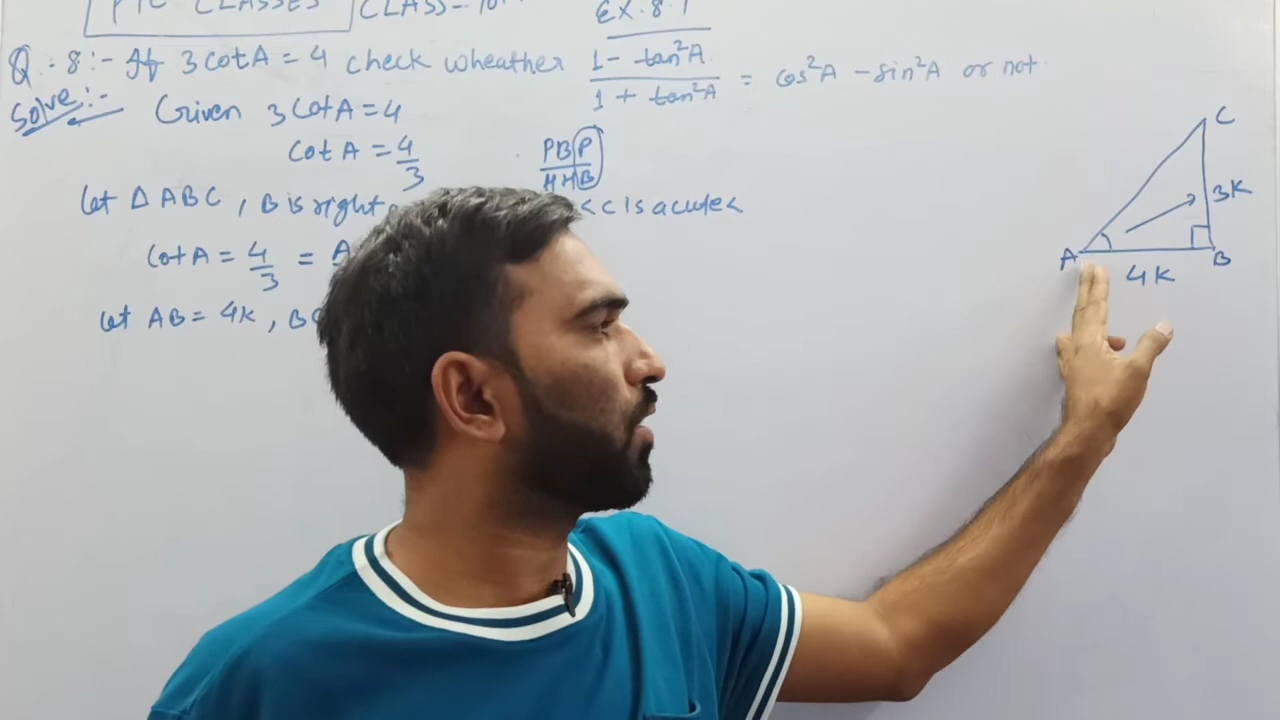 PTC CLASSES CLASS-10
Ex. 8.1
Q.8:- If 3 cot A = 4 check wheather 1 - tan²A / 1 + tan²A = cos²A - sin²A or not
Solve:- Given 3 cot A = 4
cot A = 4/3
P B P
H H B
let Δ ABC, B is right < C is acute <
cot A = 4/3 = A
let AB = 4K, BC
C
3K
A B
4K